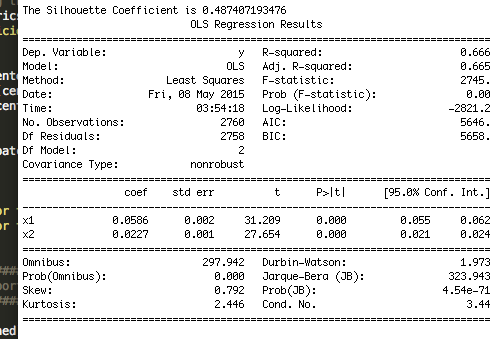 The Silhouette Coefficient is 0.487407193476
OLS Regression Results
Dep. Variable: y R-squared: 0.666
Model: OLS Adj. R-squared: 0.665
Method: Least Squares F-statistic: 2745.
Date: Fri, 08 May 2015 Prob (F-statistic): 0.00
Time: 03:54:18 Log-Likelihood: -2821.2
No. Observations: 2760 AIC: 5646.
Df Residuals: 2758 BIC: 5658.
Df Model: 2
Covariance Type: nonrobust
coef std err t P>|t| [95.0% Conf. Int.]
x1 0.0586 0.002 31.209 0.000 0.055 0.062
x2 0.0227 0.001 27.654 0.000 0.021 0.024
Omnibus: 297.942 Durbin-Watson: 1.973
Prob(Omnibus): 0.000 Jarque-Bera (JB): 323.943
Skew: 0.792 Prob(JB): 4.54e-71
Kurtosis: 2.446 Cond. No. 3.44